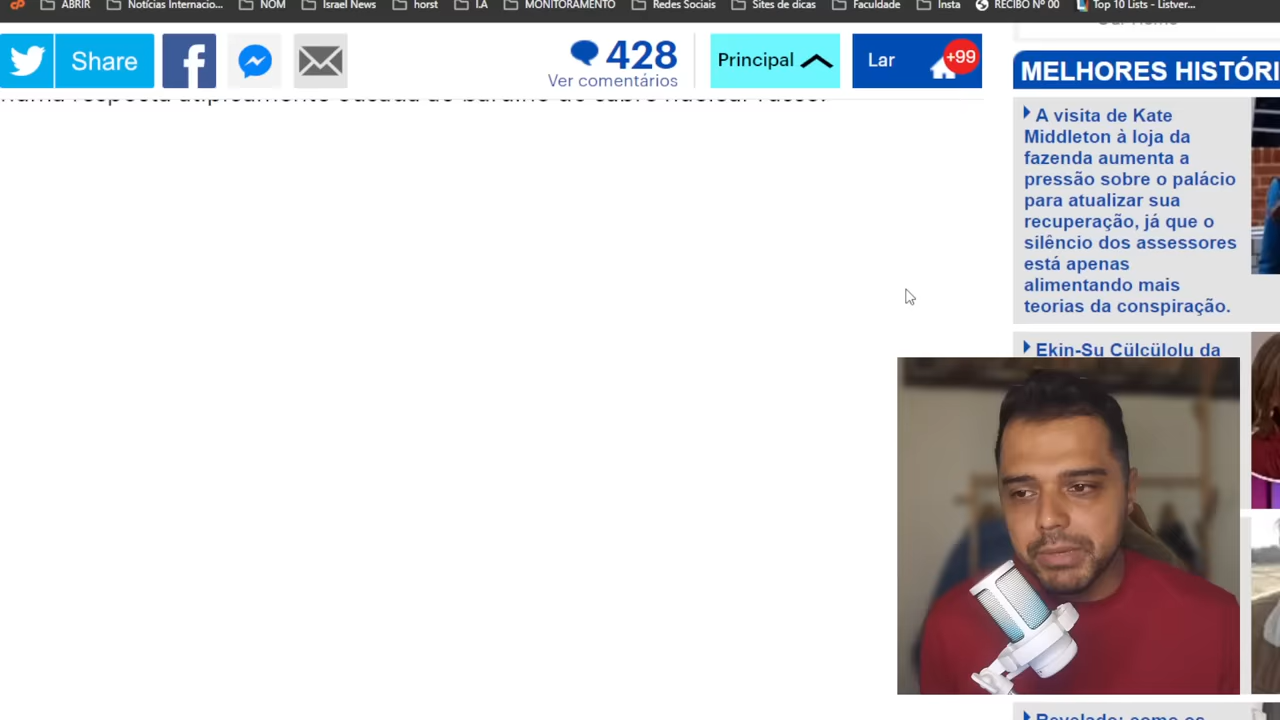 ABRIR
Notícias Internacio...
NOM
Israel News
horst
I.A
MONITORAMENTO
Redes Sociais
Sites de dicas
Faculdade
Insta
RECIBO Nº 00
Top 10 Lists - Listver...
Share
428
Ver comentários
Principal
Lar
+99
MELHORES HISTÓRI
A visita de Kate
Middleton à loja da
fazenda aumenta a
pressão sobre o palácio
para atualizar sua
recuperação, já que o
silêncio dos assessores
está apenas
alimentando mais
teorias da conspiração.
Ekin-Su Cülcülolu da
Revelado: como os